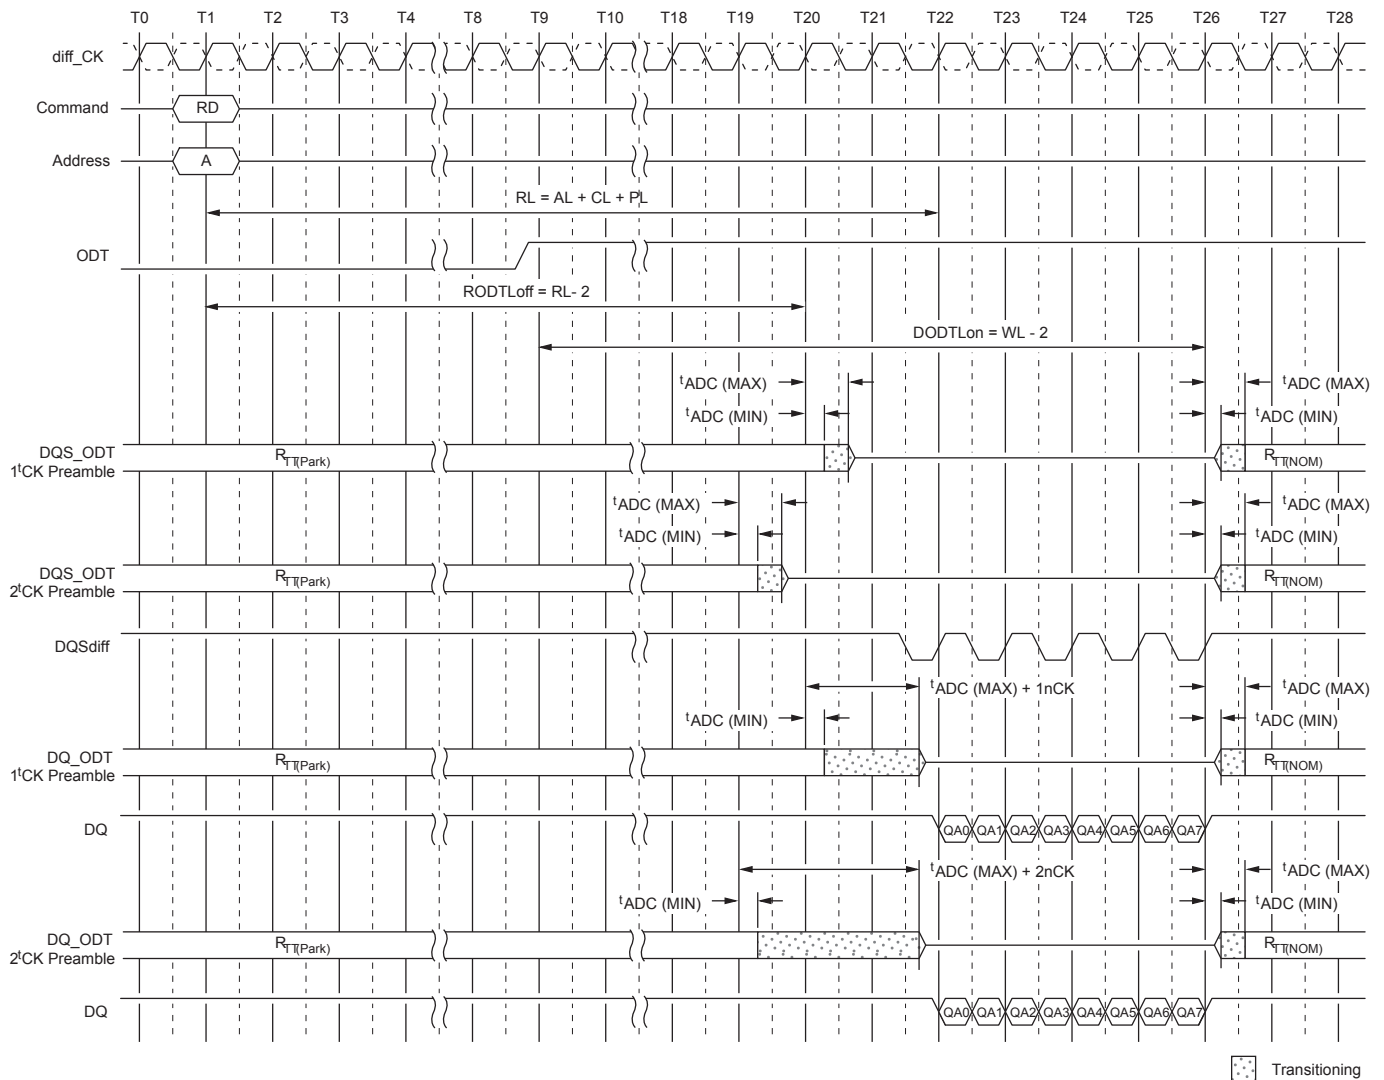 T0 T1 T2 T3 T4 T8 T9 T10 T18 T19 T20 T21 T22 T23 T24 T25 T26 T27 T28
diff_CK
Command RD
Address A
RL = AL + CL + PL
ODT
RODTLoff = RL- 2
DODTLon = WL - 2
tADC (MAX) tADC (MAX)
tADC (MIN) tADC (MIN)
DQS_ODT
1tCK Preamble RTT(Park) RTT(NOM)
tADC (MAX) tADC (MAX)
tADC (MIN) tADC (MIN)
DQS_ODT
2tCK Preamble RTT(Park) RTT(NOM)
DQSdiff
tADC (MAX) + 1nCK tADC (MAX)
tADC (MIN) tADC (MIN)
DQ_ODT
1tCK Preamble RTT(Park) RTT(NOM)
DQ QA0 QA1 QA2 QA3 QA4 QA5 QA6 QA7
tADC (MAX) + 2nCK tADC (MAX)
tADC (MIN) tADC (MIN)
DQ_ODT
2tCK Preamble RTT(Park) RTT(NOM)
DQ QA0 QA1 QA2 QA3 QA4 QA5 QA6 QA7
Transitioning